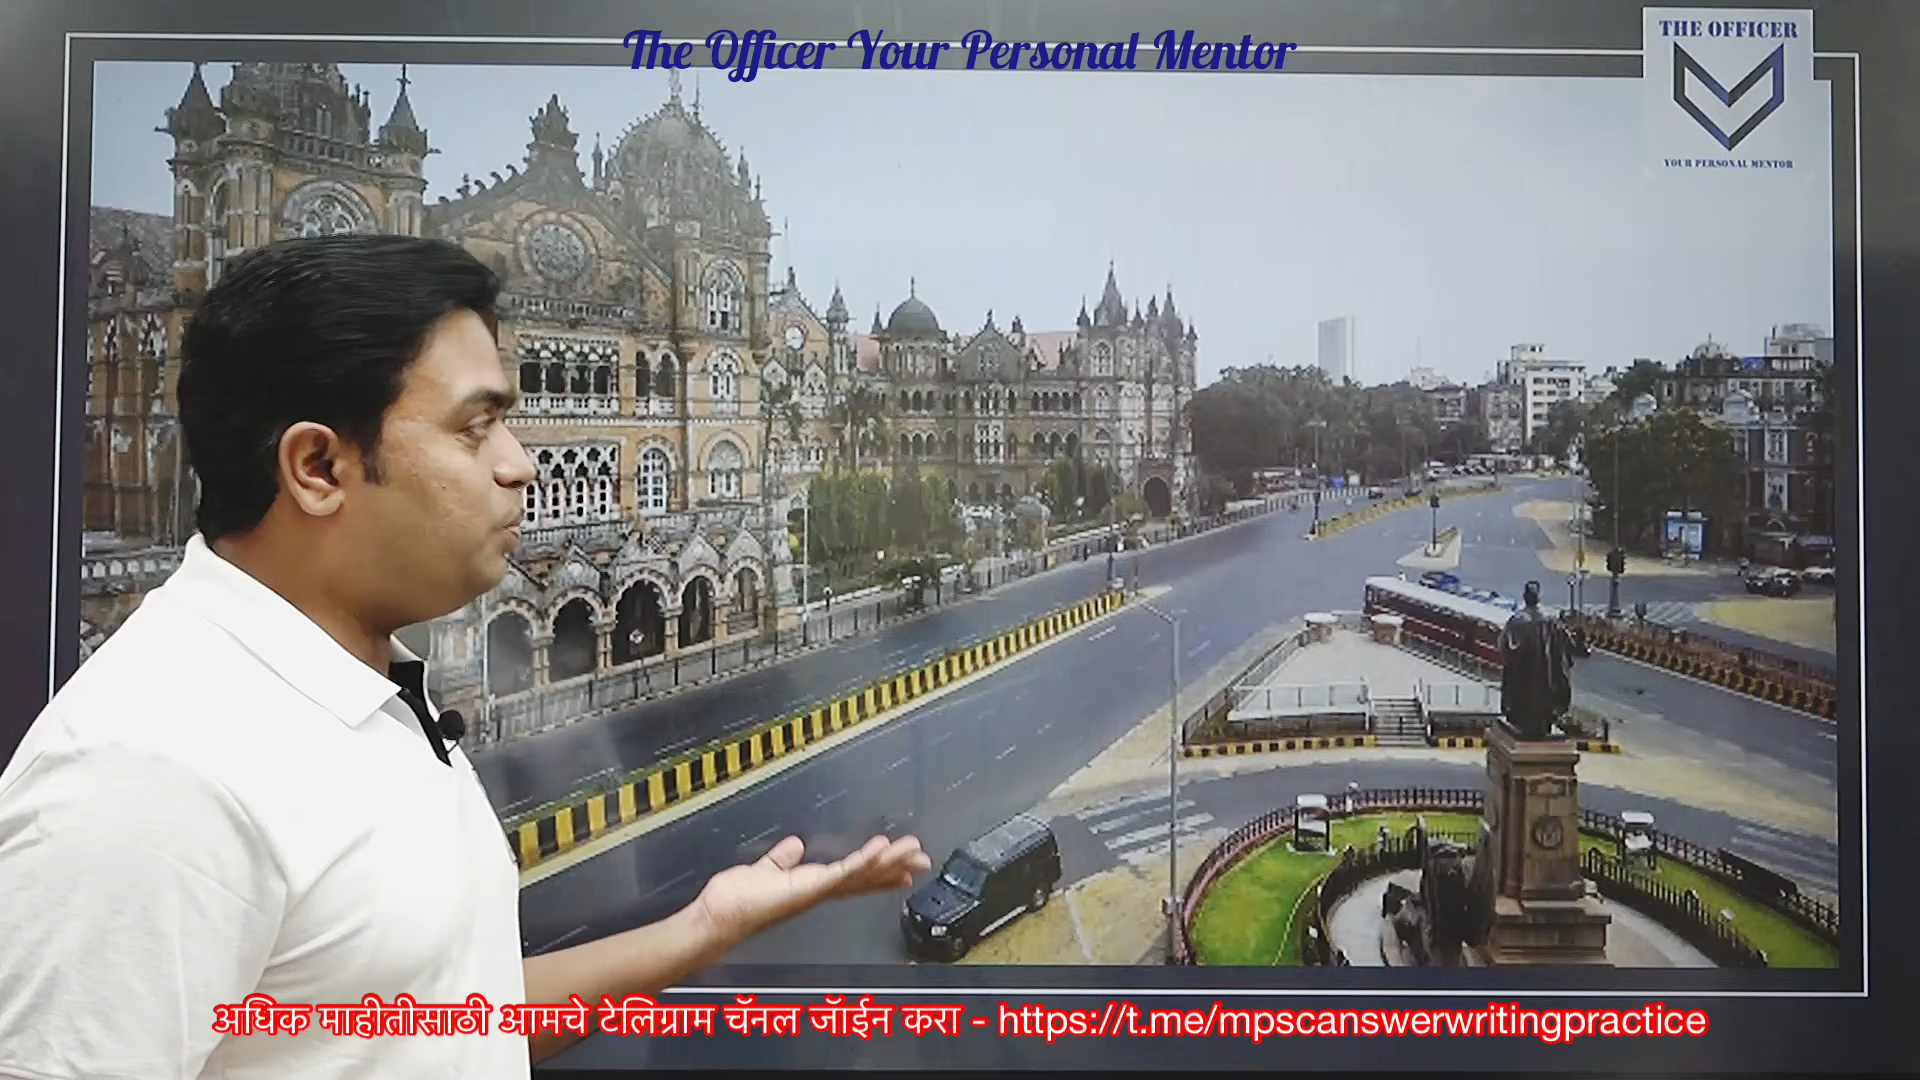 The Officer Your Personal Mentor
THE OFFICER
YOUR PERSONAL MENTOR
अधिक माहीतीसाठी आमचे टेलिग्राम चॅनल जॉईन करा - https://t.me/mpscanswerwritingpractice